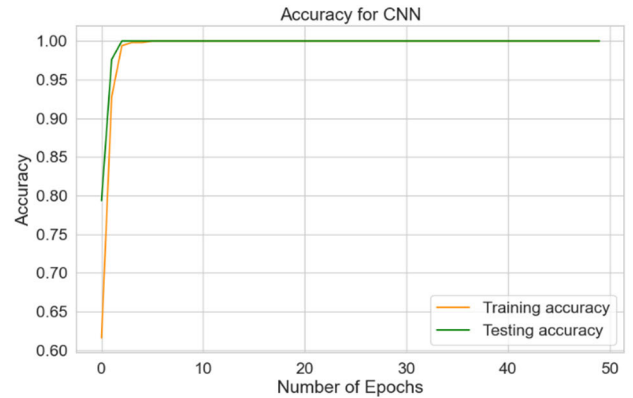 Accuracy for CNN
1.00
0.95
0.90
0.85
0.80
0.75
0.70
0.65
0.60
Accuracy
Training accuracy
Testing accuracy
0 10 20 30 40 50
Number of Epochs